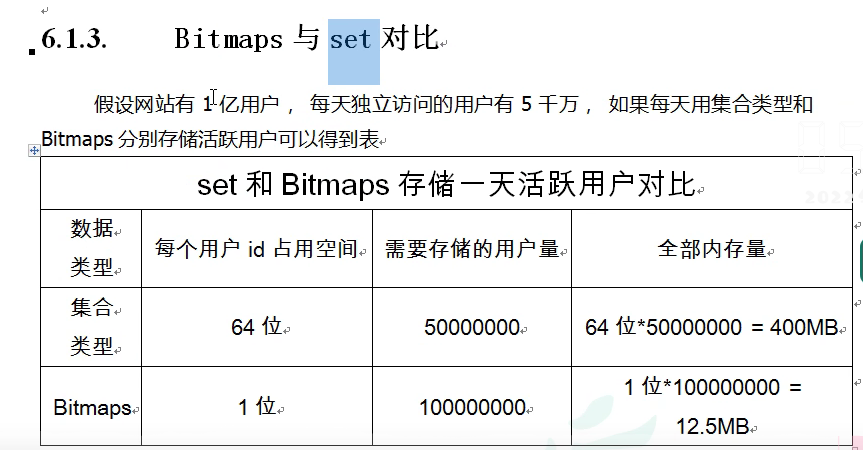 6.1.3. Bitmaps 与 set 对比
假设网站有 1 亿用户， 每天独立访问的用户有 5 千万， 如果每天用集合类型和
Bitmaps 分别存储活跃用户可以得到表
set 和 Bitmaps 存储一天活跃用户对比
数据
类型
每个用户 id 占用空间
需要存储的用户量
全部内存量
集合
类型
64 位
50000000
64 位*50000000 = 400MB
Bitmaps
1 位
100000000
1 位*100000000 =
12.5MB